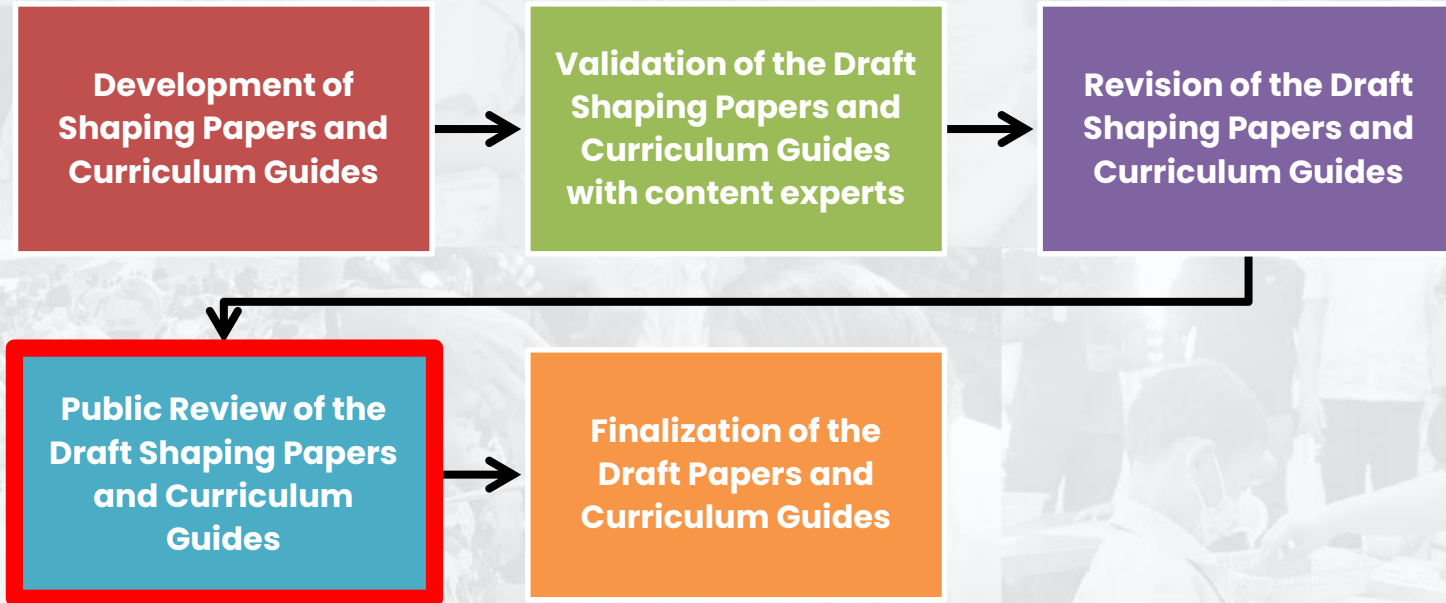 Development of
Shaping Papers and
Curriculum Guides
Validation of the Draft
Shaping Papers and
Curriculum Guides
with content experts
Revision of the Draft
Shaping Papers and
Curriculum Guides
Public Review of the
Draft Shaping Papers
and Curriculum
Guides
Finalization of the
Draft Papers and
Curriculum Guides